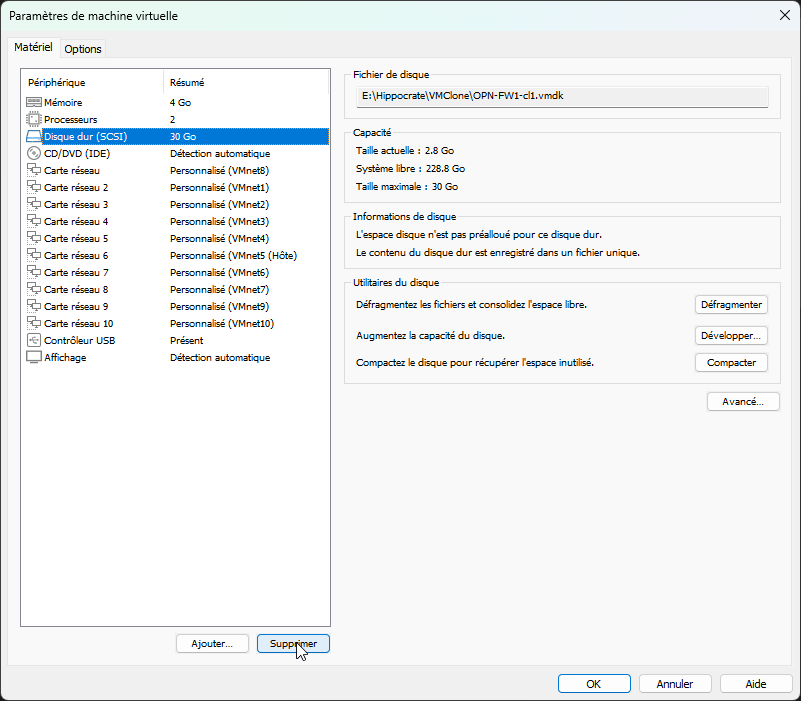 Paramètres de machine virtuelle
Matériel
Options
Périphérique Résumé
Mémoire 4 Go
Processeurs 2
Disque dur (SCSI) 30 Go
CD/DVD (IDE) Détection automatique
Carte réseau Personnalisé (VMnet8)
Carte réseau 2 Personnalisé (VMnet1)
Carte réseau 3 Personnalisé (VMnet2)
Carte réseau 4 Personnalisé (VMnet3)
Carte réseau 5 Personnalisé (VMnet4)
Carte réseau 6 Personnalisé (VMnet5 (Hôte)
Carte réseau 7 Personnalisé (VMnet6)
Carte réseau 8 Personnalisé (VMnet7)
Carte réseau 9 Personnalisé (VMnet9)
Carte réseau 10 Personnalisé (VMnet10)
Contrôleur USB Présent
Affichage Détection automatique
Ajouter...
Supprimer
Fichier de disque
E:\Hippocrate\VMClone\OPN-FW1-cl1.vmdk
Capacité
Taille actuelle : 2.8 Go
Système libre : 228.8 Go
Taille maximale : 30 Go
Informations de disque
L'espace disque n'est pas préalloué pour ce disque dur.
Le contenu du disque dur est enregistré dans un fichier unique.
Utilitaires du disque
Défragmentez les fichiers et consolidez l'espace libre. Défragmenter
Augmentez la capacité du disque. Développer...
Compactez le disque pour récupérer l'espace inutilisé. Compacter
Avancé...
OK
Annuler
Aide